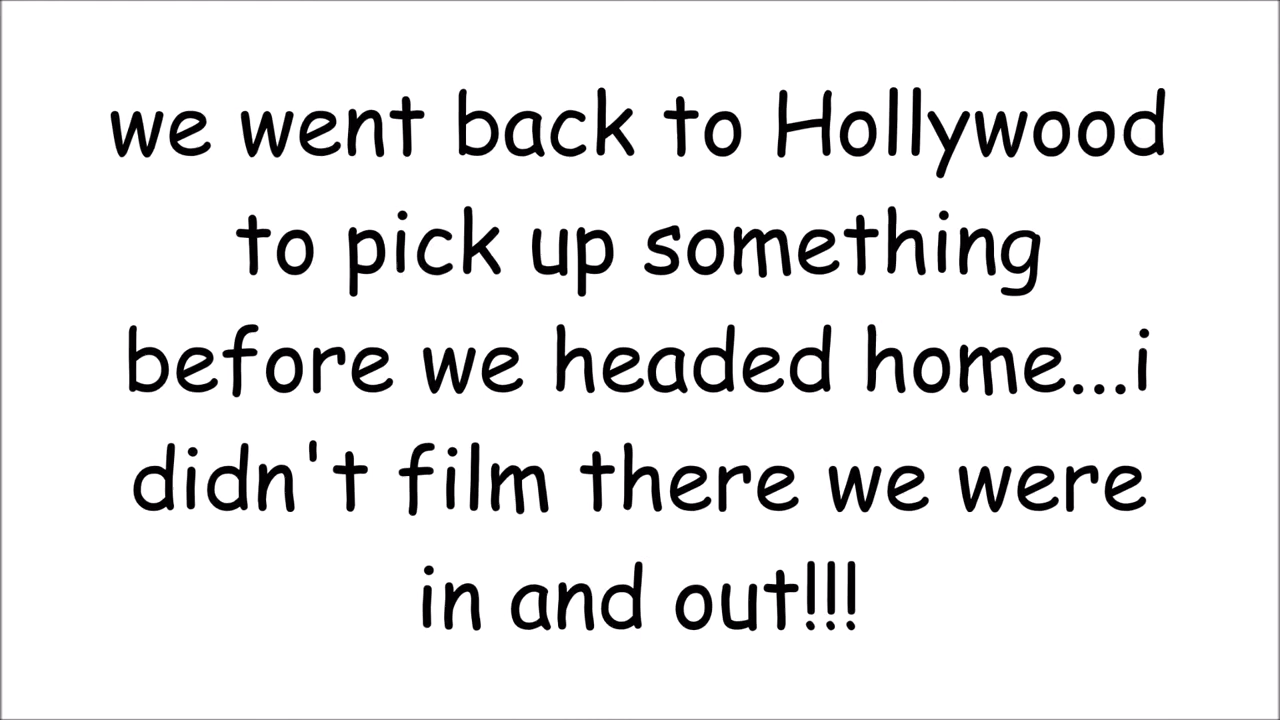 we went back to Hollywood
to pick up something
before we headed home...i
didn't film there we were
in and out!!!